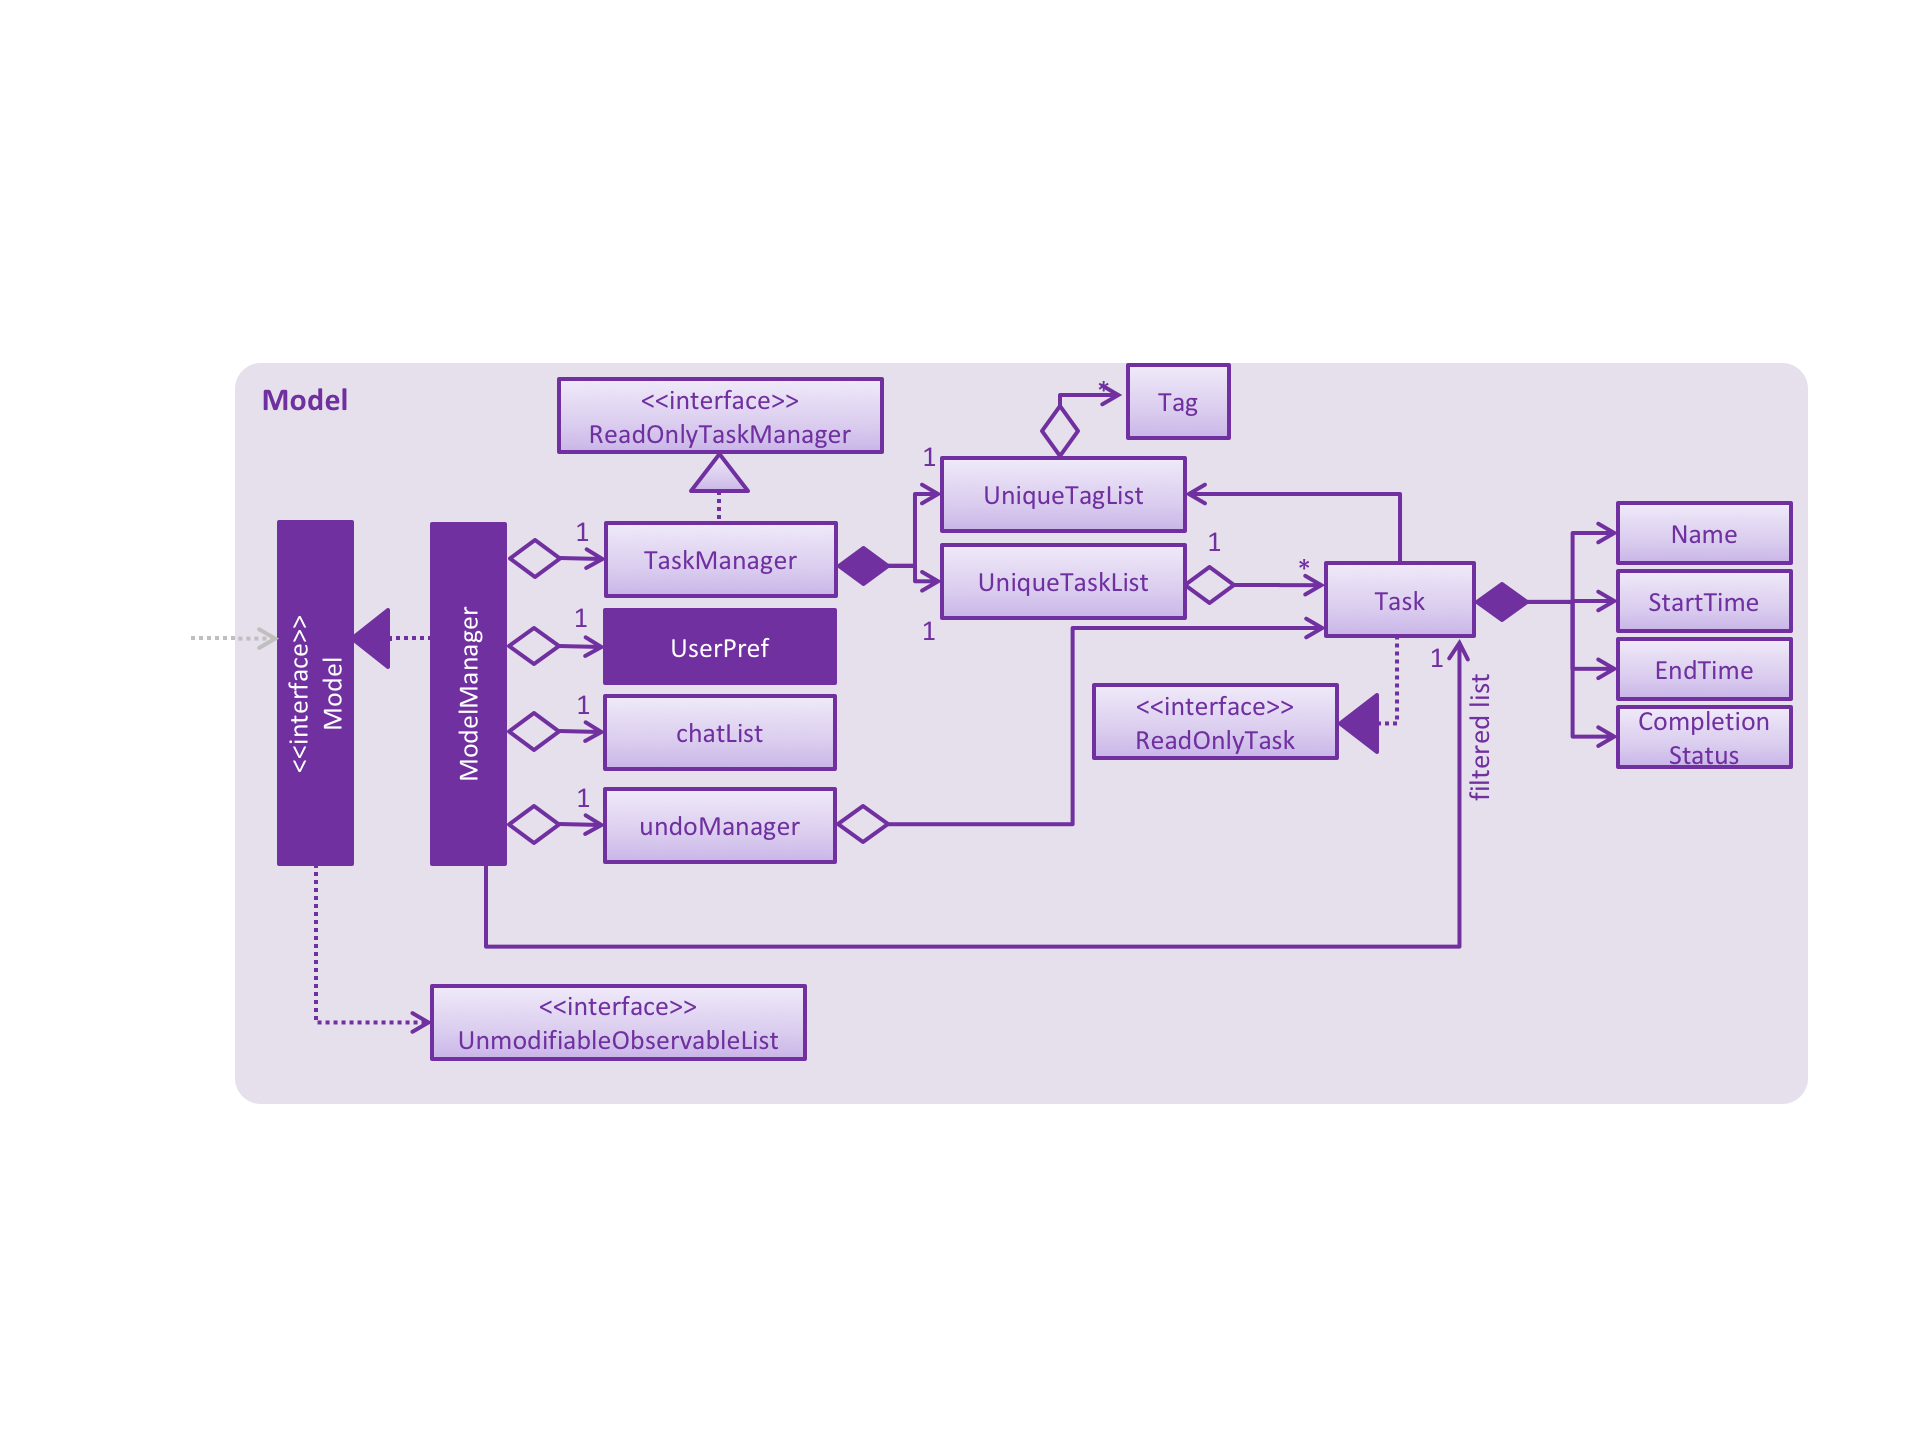 Model
<<interface>>
ReadOnlyTaskManager
*
Tag
1
UniqueTagList
<<interface>>
Model
ModelManager
1
TaskManager
UniqueTaskList
1
1
*
Task
Name
StartTime
EndTime
Completion
Status
1
UserPref
1
chatList
1
undoManager
<<interface>>
ReadOnlyTask
1
filtered list
<<interface>>
UnmodifiableObservableList